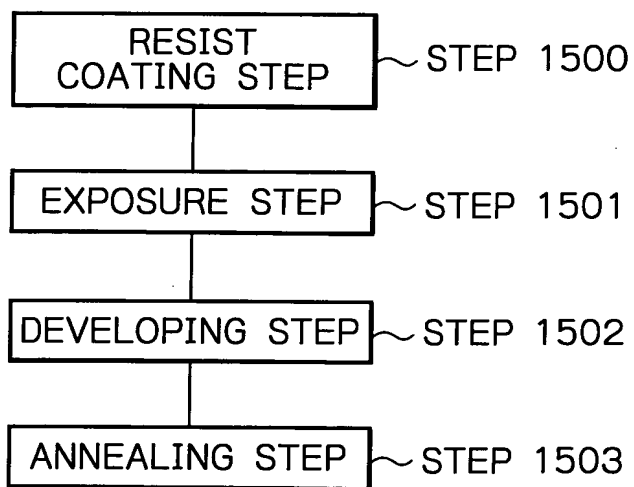 RESIST
COATING STEP
STEP 1500
EXPOSURE STEP
STEP 1501
DEVELOPING STEP
STEP 1502
ANNEALING STEP
STEP 1503